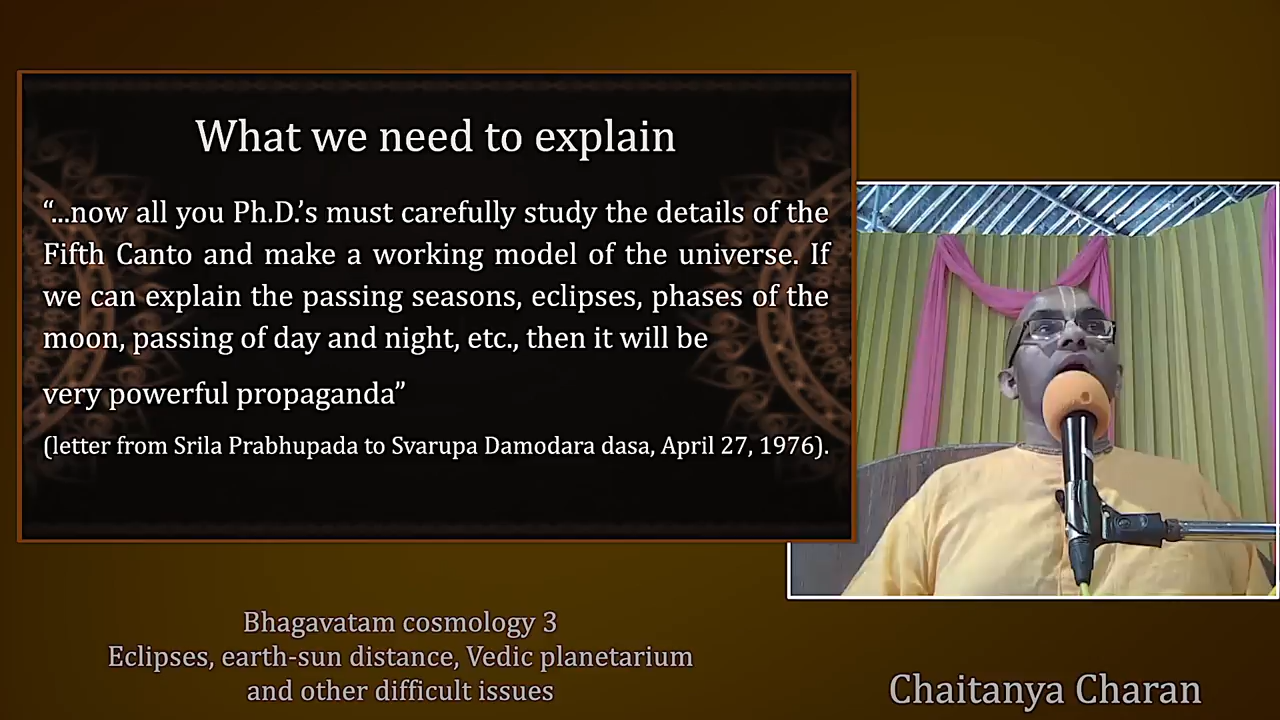 What we need to explain
“...now all you Ph.D.’s must carefully study the details of the
Fifth Canto and make a working model of the universe. If
we can explain the passing seasons, eclipses, phases of the
moon, passing of day and night, etc., then it will be
very powerful propaganda”
(letter from Srila Prabhupada to Svarupa Damodara dasa, April 27, 1976).
Bhagavatam cosmology 3
Eclipses, earth-sun distance, Vedic planetarium
and other difficult issues
Chaitanya Charan